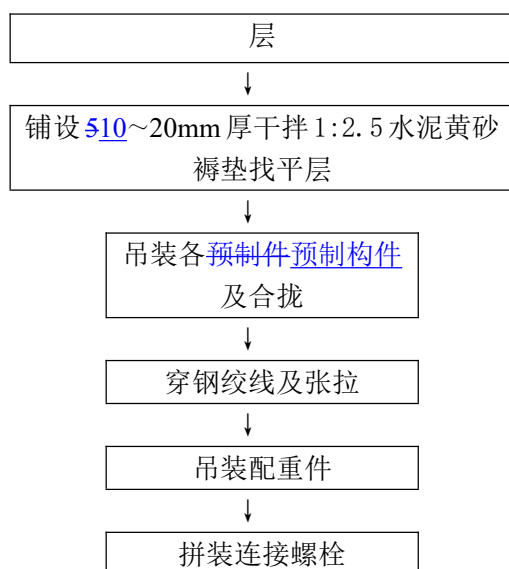 层
↓
铺设510~20mm厚干拌1:2.5水泥黄砂
褥垫找平层
↓
吊装各预制件预制构件
及合拢
↓
穿钢绞线及张拉
↓
吊装配重件
↓
拼装连接螺栓